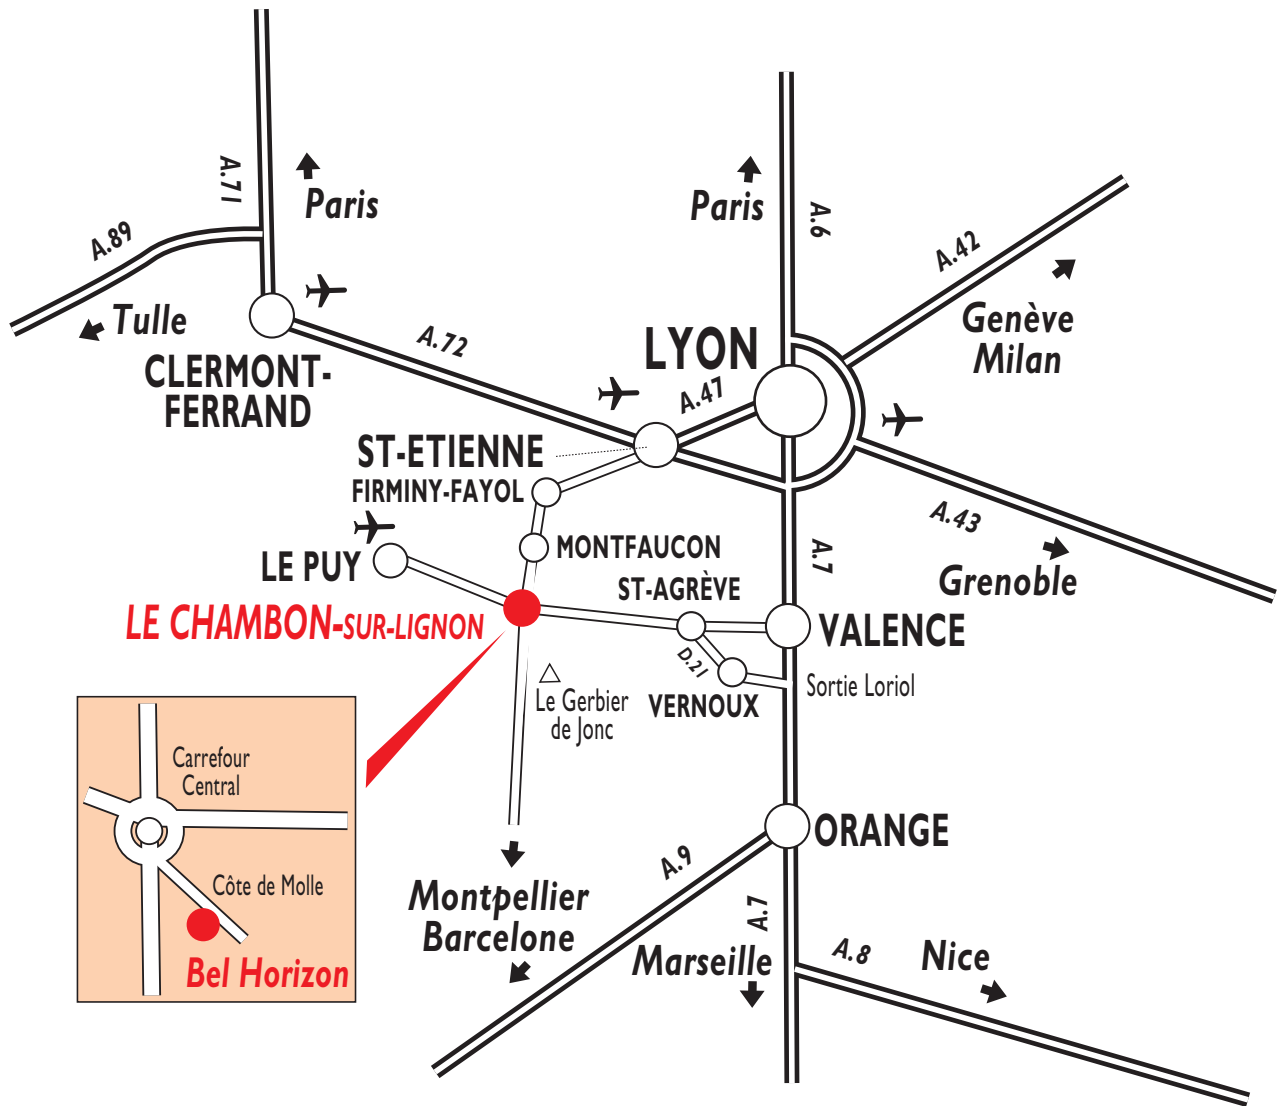 A.71
Paris
Paris
A.6
A.89
A.42
Tulle
Genève
Milan
A.72
LYON
CLERMONT-
FERRAND
A.47
ST-ETIENNE
FIRMINY-FAYOL
A.43
MONTFAUCON
A.7
LE PUY
Grenoble
ST-AGRÈVE
LE CHAMBON-SUR-LIGNON
VALENCE
D.21
Sortie Loriol
Le Gerbier
de Jonc
VERNOUX
Carrefour
Central
ORANGE
A.9
Côte de Molle
Montpellier
Barcelone
A.7
Marseille
A.8
Nice
Bel Horizon